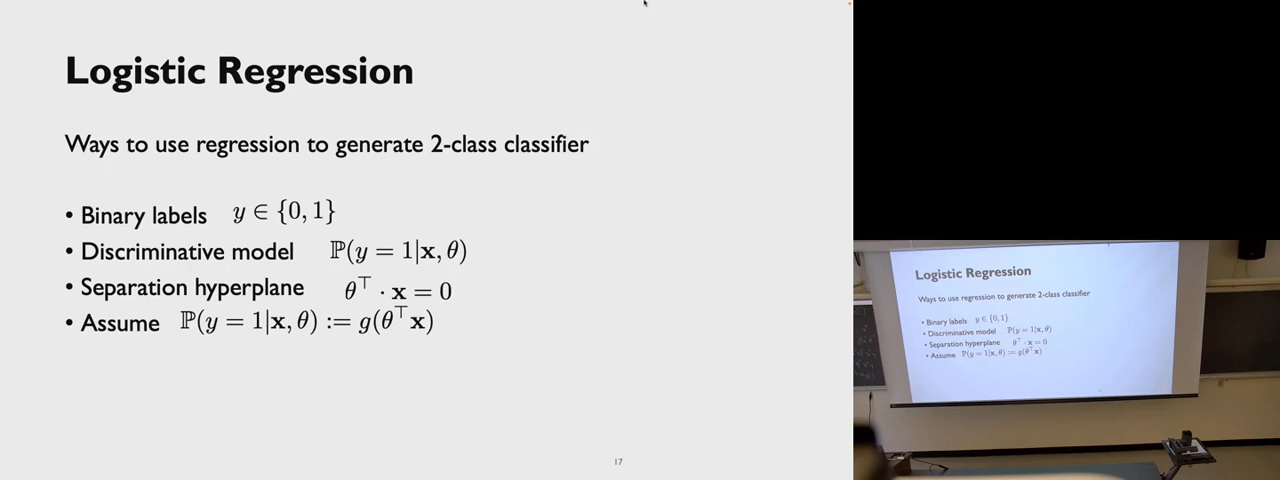 Logistic Regression
Ways to use regression to generate 2-class classifier
• Binary labels y ∈ {0, 1}
• Discriminative model ℙ(y = 1|x, θ)
• Separation hyperplane θ⊤ · x = 0
• Assume ℙ(y = 1|x, θ) := g(θ⊤x)
17
Logistic Regression
Ways to use regression to generate 2-class classifier
• Binary labels y ∈ {0, 1}
• Discriminative model ℙ(y = 1|x, θ)
• Separation hyperplane θ⊤ · x = 0
• Assume ℙ(y = 1|x, θ) := g(θ⊤x)